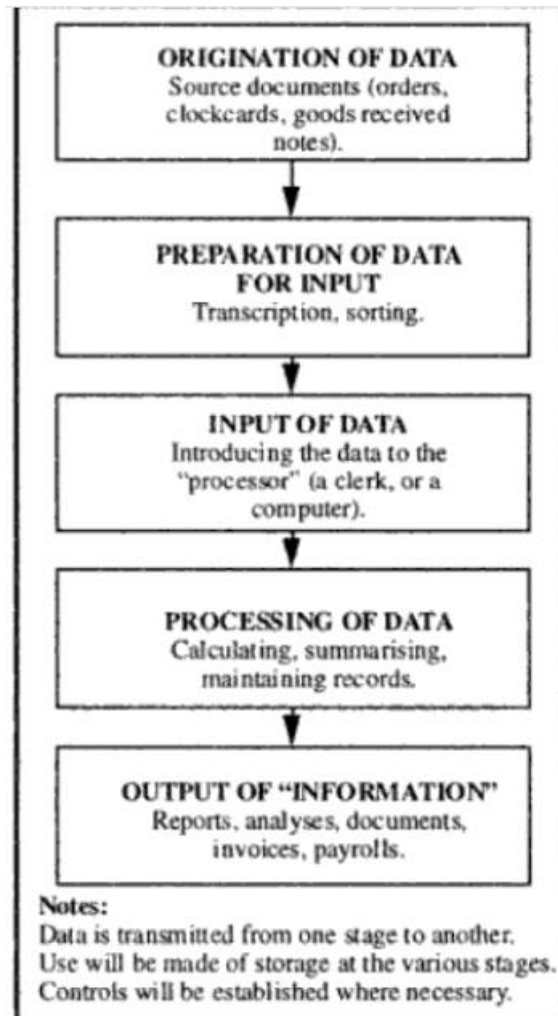 ORIGINATION OF DATA
Source documents (orders,
clockcards, goods received
notes).
PREPARATION OF DATA
FOR INPUT
Transcription, sorting.
INPUT OF DATA
Introducing the data to the
“processor” (a clerk, or a
computer).
PROCESSING OF DATA
Calculating, summarising,
maintaining records.
OUTPUT OF “INFORMATION”
Reports, analyses, documents,
invoices, payrolls.
Notes:
Data is transmitted from one stage to another.
Use will be made of storage at the various stages.
Controls will be established where necessary.